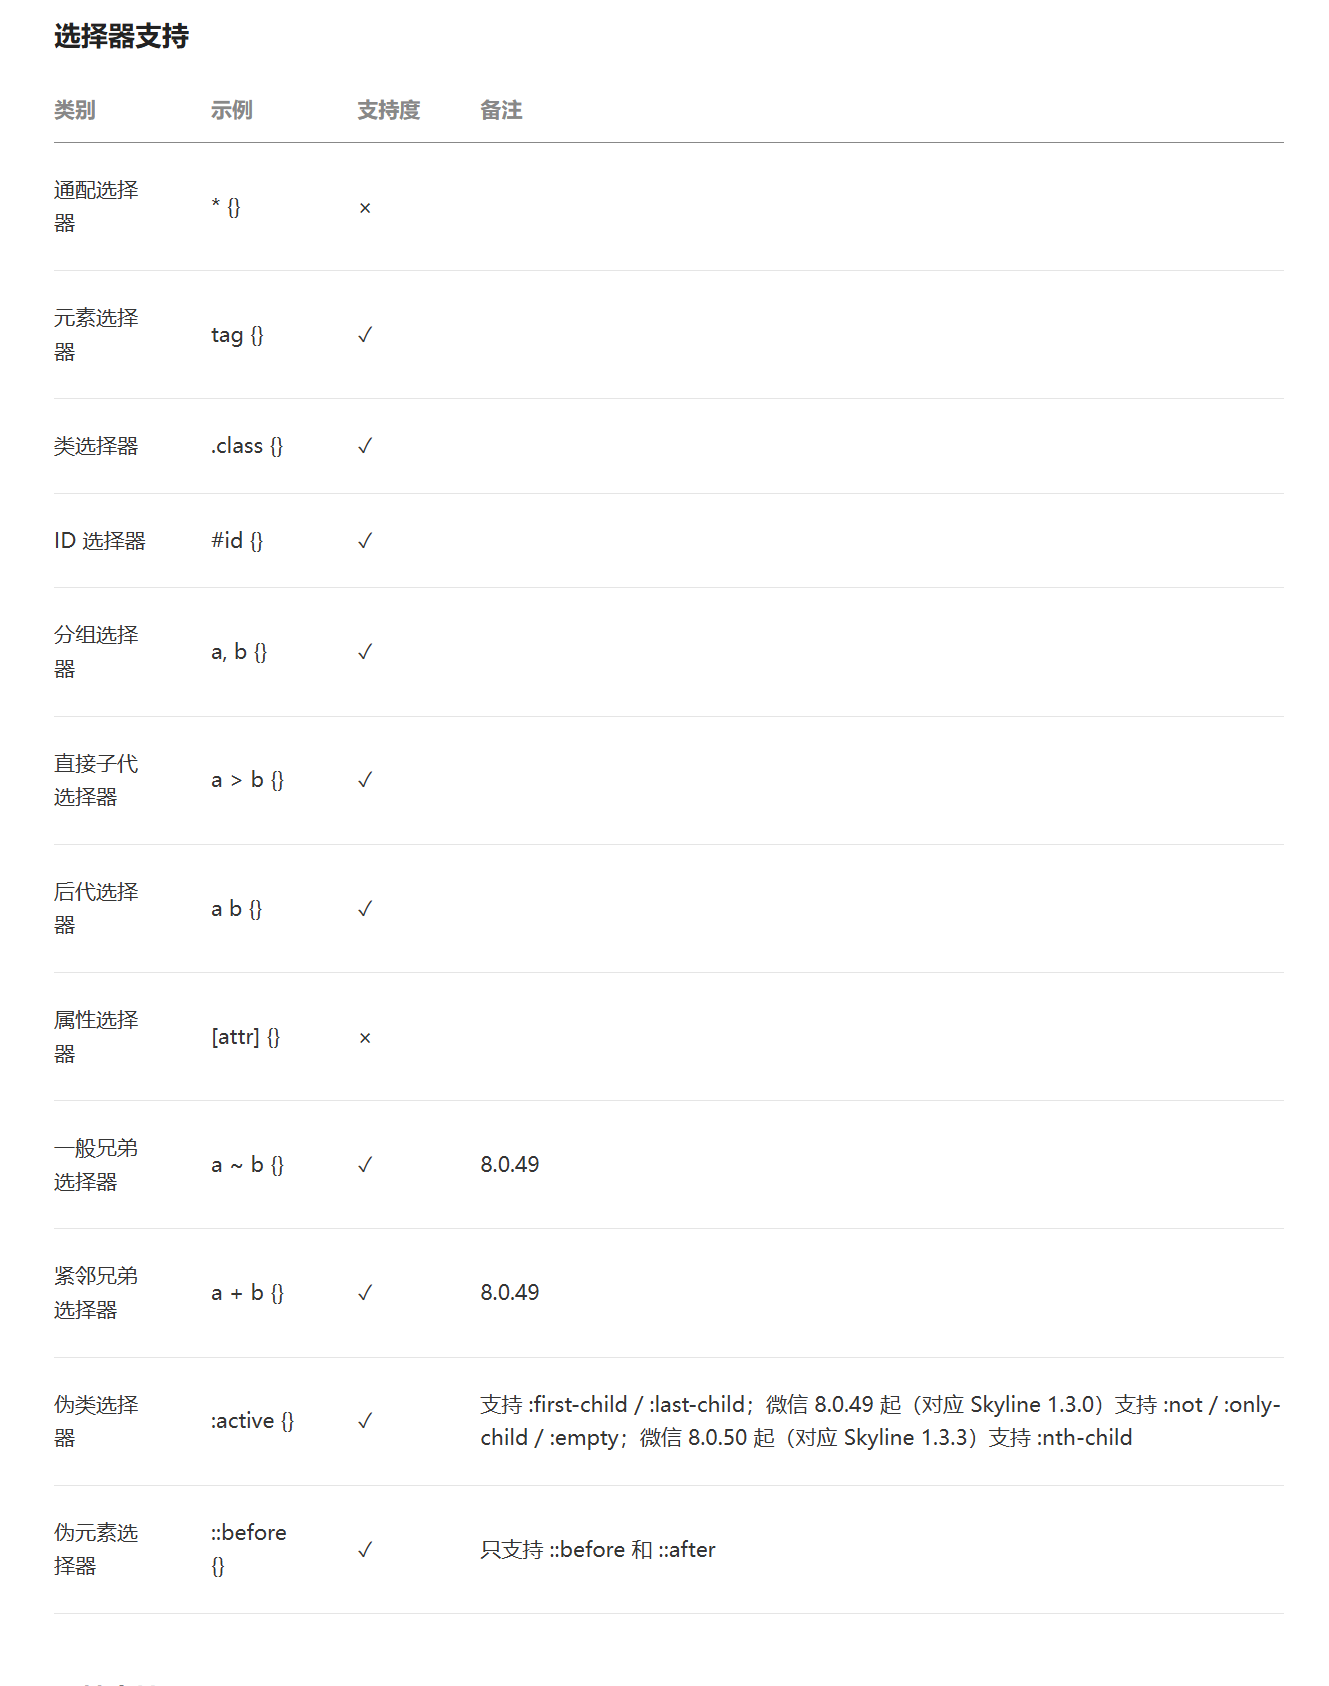 选择器支持
类别 示例 支持度 备注
通配选择
器
* {} ×
元素选择
器
tag {} ✓
类选择器 .class {} ✓
ID 选择器 #id {} ✓
分组选择
器
a, b {} ✓
直接子代
选择器
a > b {} ✓
后代选择
器
a b {} ✓
属性选择
器
[attr] {} ×
一般兄弟
选择器
a ~ b {} ✓ 8.0.49
紧邻兄弟
选择器
a + b {} ✓ 8.0.49
伪类选择
器
:active {} ✓
支持 :first-child / :last-child；微信 8.0.49 起（对应 Skyline 1.3.0）支持 :not / :only-
child / :empty；微信 8.0.50 起（对应 Skyline 1.3.3）支持 :nth-child
伪元素选
择器
::before
{}
✓ 只支持 ::before 和 ::after